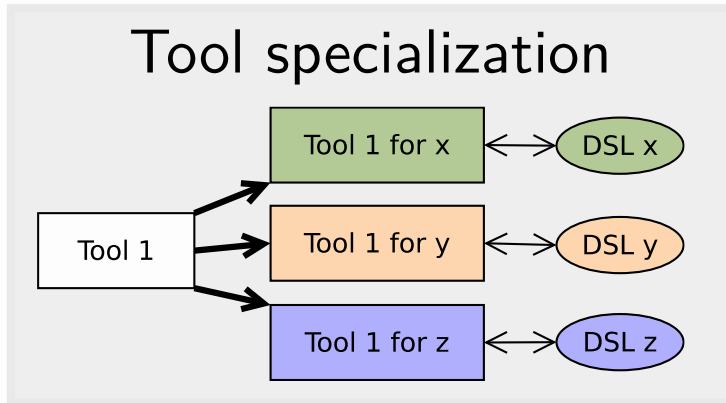 Tool specialization
Tool 1 for x
DSL x
Tool 1
Tool 1 for y
DSL y
Tool 1 for z
DSL z